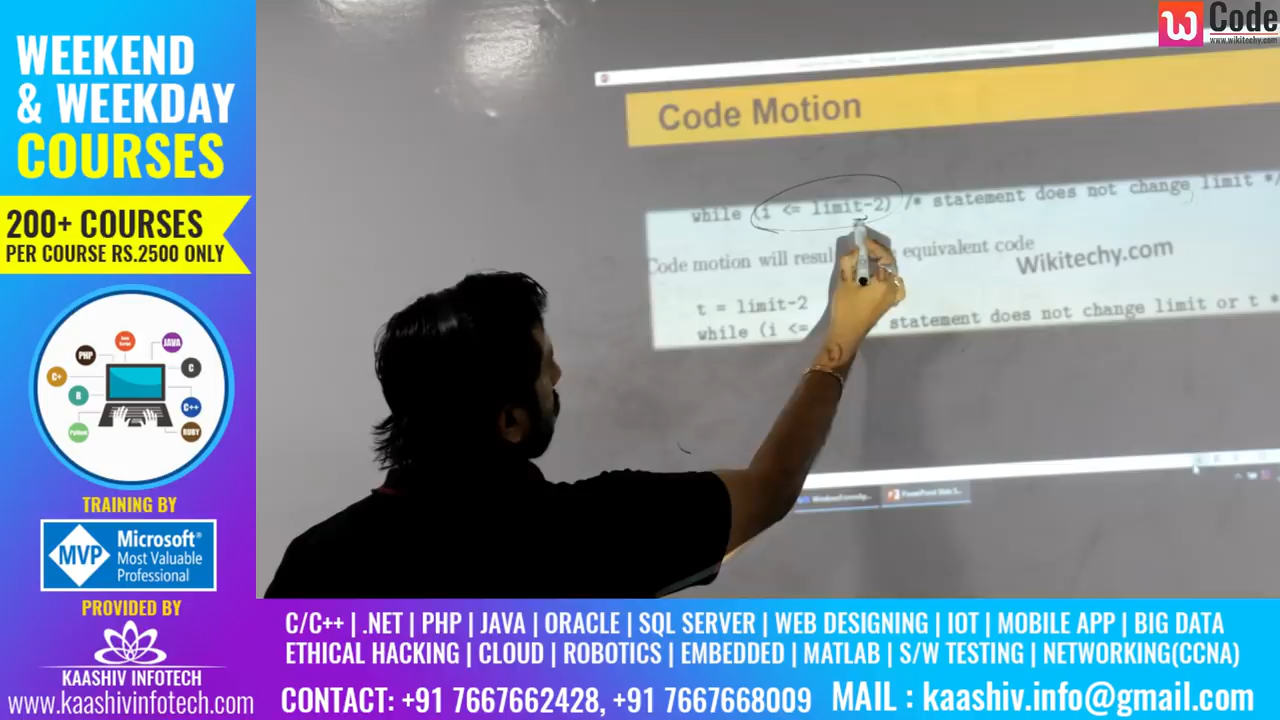 WEEKEND
& WEEKDAY
COURSES
200+ COURSES
PER COURSE RS.2500 ONLY
PHP
JAVA
C+
C
R
C++
Python
RUBY
TRAINING BY
MVP
Microsoft®
Most Valuable
Professional
PROVIDED BY
KAASHIV INFOTECH
www.kaashivinfotech.com
W Code
www.wikitechy.com
Code Motion
while (i <= limit-2) /* statement does not change limit */
Code motion will resul equivalent code
Wikitechy.com
t = limit-2
while (i <= statement does not change limit or t *
C/C++ | .NET | PHP | JAVA | ORACLE | SQL SERVER | WEB DESIGNING | IOT | MOBILE APP | BIG DATA
ETHICAL HACKING | CLOUD | ROBOTICS | EMBEDDED | MATLAB | S/W TESTING | NETWORKING(CCNA)
CONTACT: +91 7667662428, +91 7667668009 MAIL : kaashiv.info@gmail.com